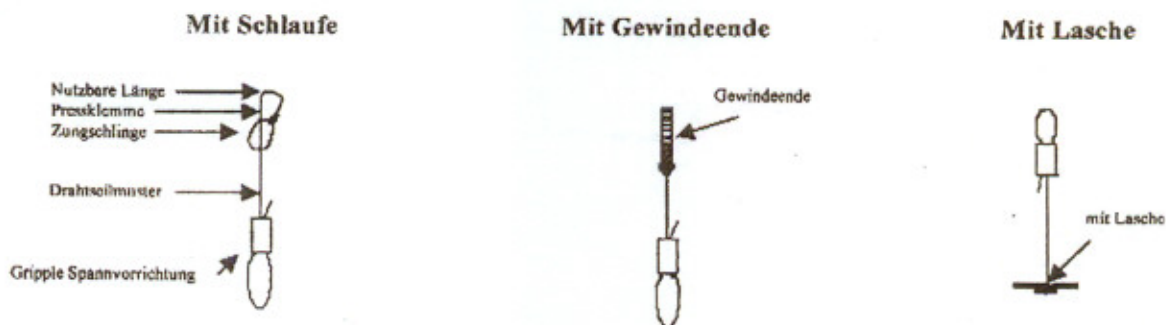 Mit Schlaufe
Mit Gewindeende
Mit Lasche
Nutzbare Länge
Pressklemme
Zungschlinge
Drahtseilmuster
Gripple Spannvorrichtung
Gewindeende
mit Lasche